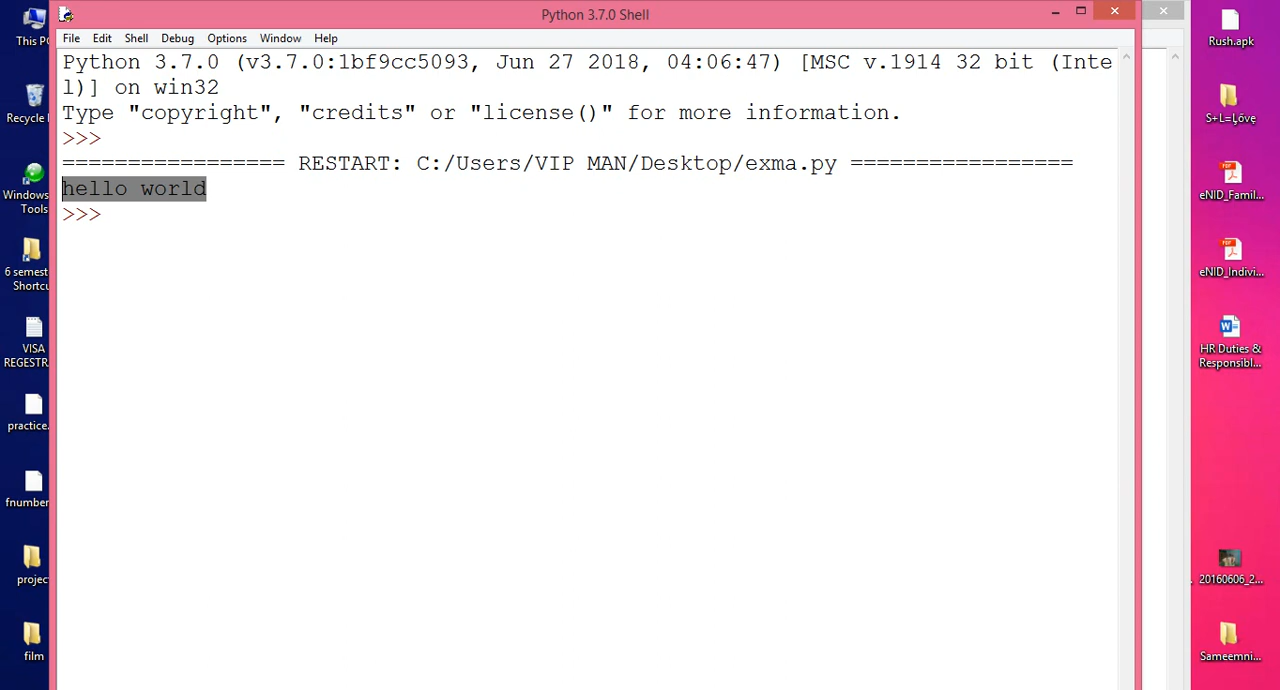 Python 3.7.0 Shell
File Edit Shell Debug Options Window Help
Python 3.7.0 (v3.7.0:1bf9cc5093, Jun 27 2018, 04:06:47) [MSC v.1914 32 bit (Inte
l)] on win32
Type "copyright", "credits" or "license()" for more information.
>>>
================= RESTART: C:/Users/VIP MAN/Desktop/exma.py =================
hello world
>>>
This PC
Recycle
Windows
Tools
6 semest
Shortcu
VISA
REGESTR
practice.
fnumber
project
film
Rush.apk
S+L=Ļövę
eNID_Famil...
eNID_Indivi...
HR Duties &
Responsibl...
20160606_2...
Sameemni...